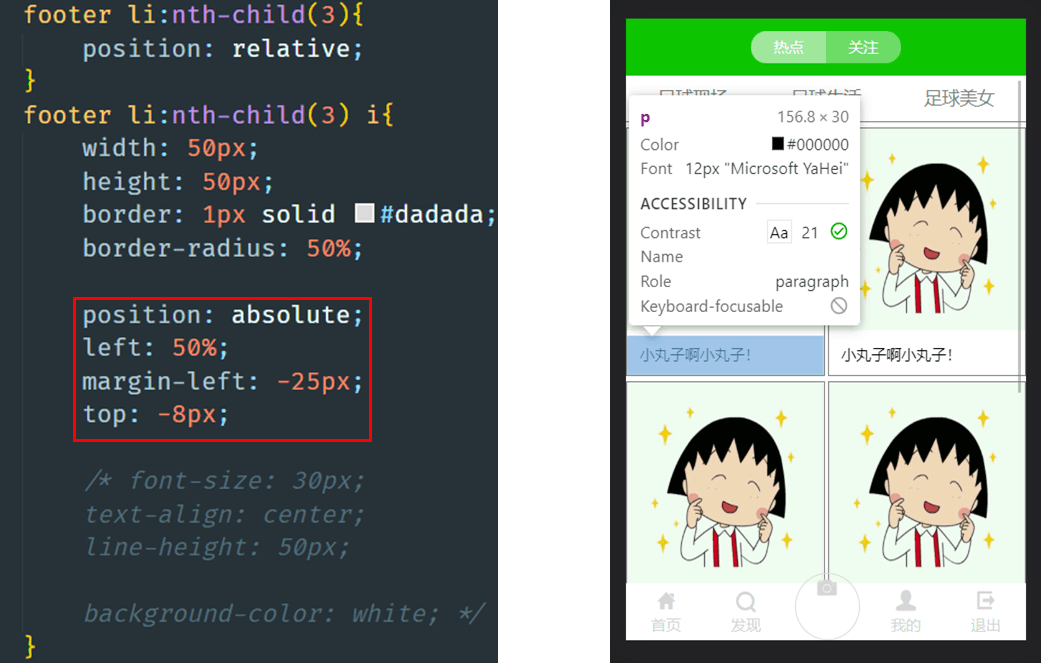 footer li:nth-child(3){
position: relative;
}
footer li:nth-child(3) i{
width: 50px;
height: 50px;
border: 1px solid #dadada;
border-radius: 50%;
position: absolute;
left: 50%;
margin-left: -25px;
top: -8px;
/* font-size: 30px;
text-align: center;
line-height: 50px;
background-color: white; */
}
热点 关注
足球现场 足球生活 足球美女
p 156.8 × 30
Color #000000
Font 12px "Microsoft YaHei"
ACCESSIBILITY
Contrast Aa 21
Name
Role paragraph
Keyboard-focusable
小丸子啊小丸子! 小丸子啊小丸子!
首页 发现 我的 退出